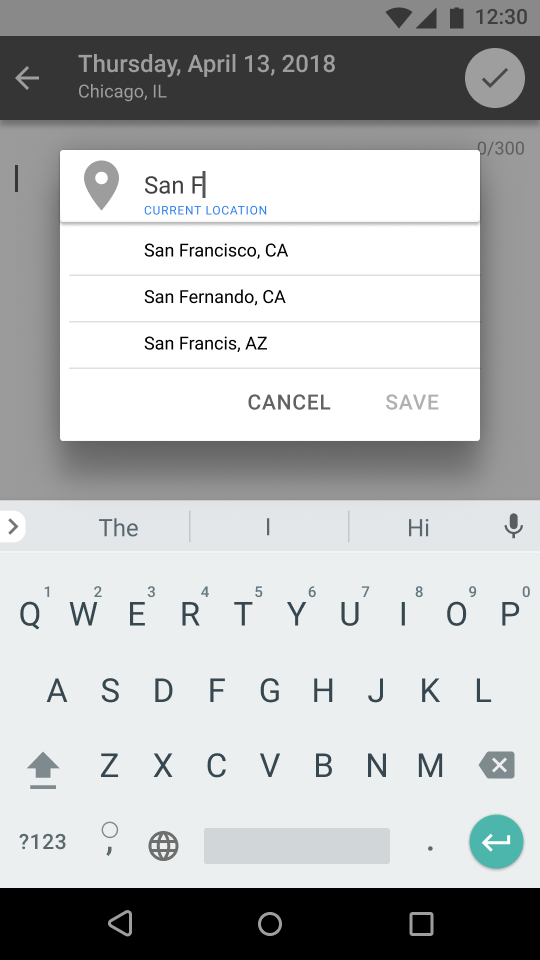 12:30
Thursday, April 13, 2018
Chicago, IL
0/300
San F
CURRENT LOCATION
San Francisco, CA
San Fernando, CA
San Francis, AZ
CANCEL SAVE
The I Hi
1 2 3 4 5 6 7 8 9 0
Q W E R T Y U I O P
A S D F G H J K L
Z X C V B N M
?123 , .